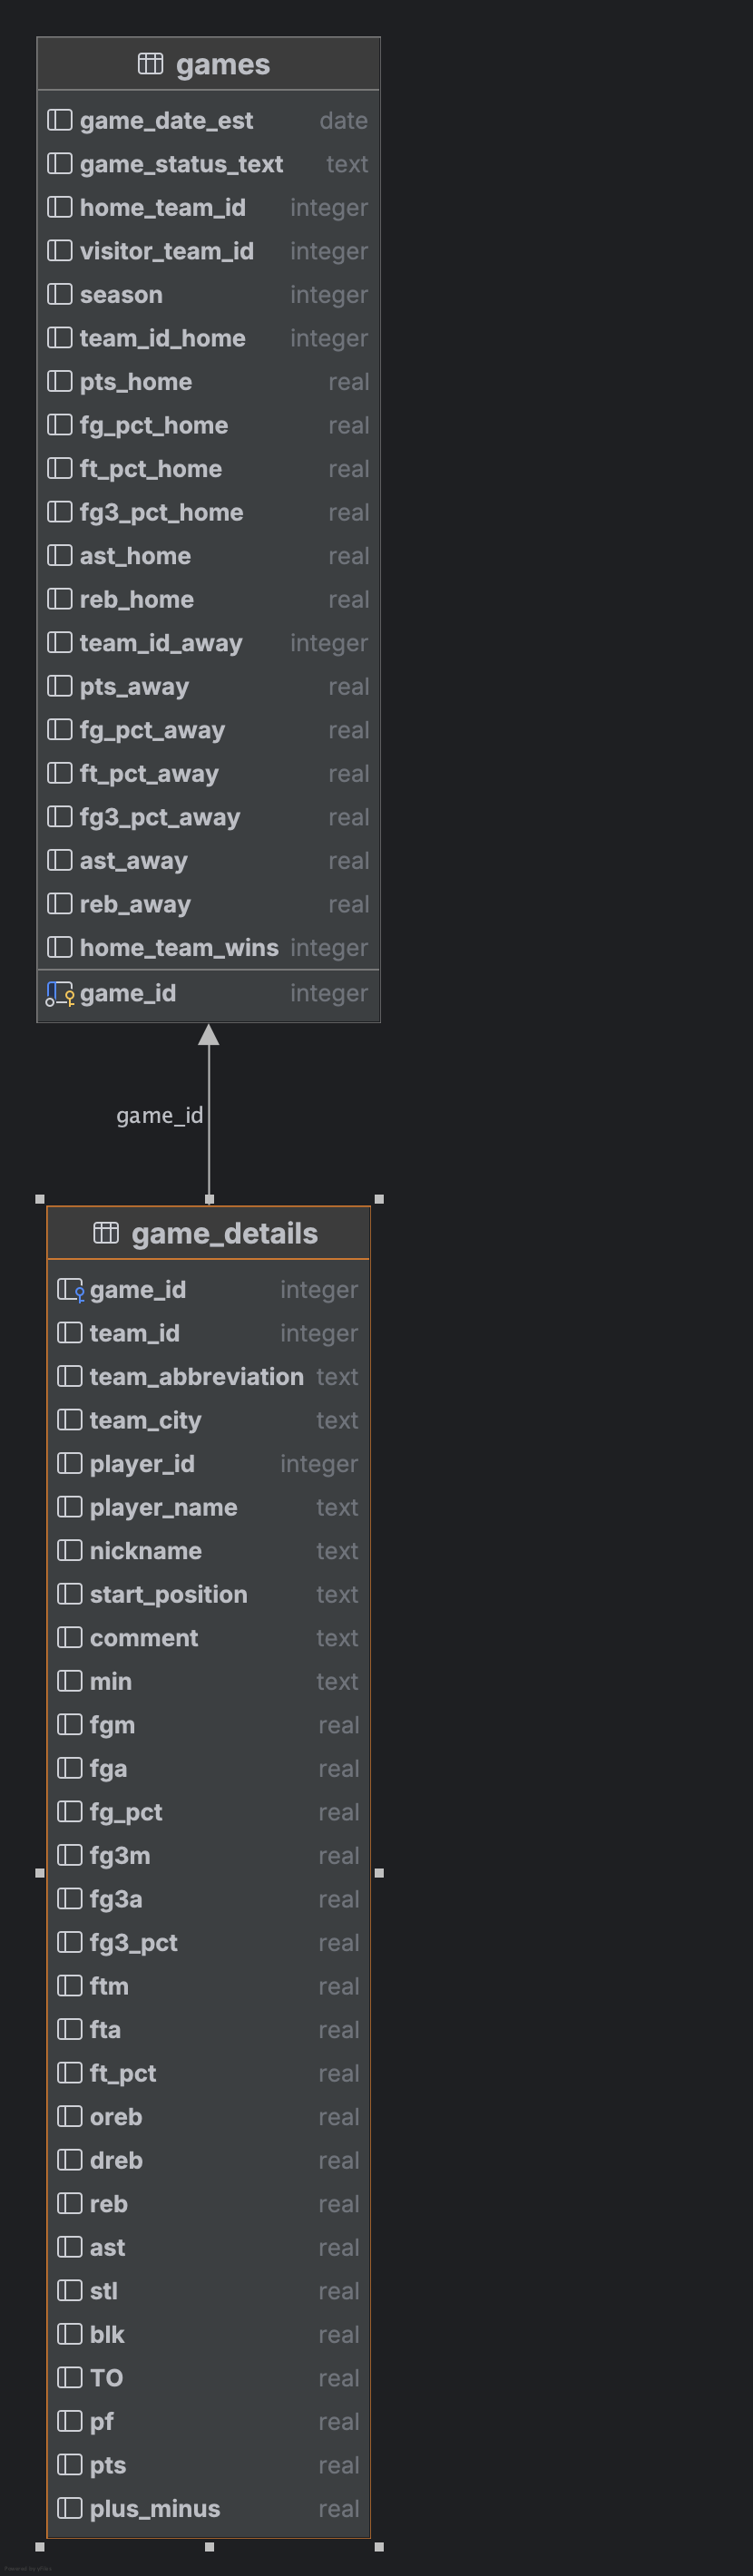 games
game_date_est date
game_status_text text
home_team_id integer
visitor_team_id integer
season integer
team_id_home integer
pts_home real
fg_pct_home real
ft_pct_home real
fg3_pct_home real
ast_home real
reb_home real
team_id_away integer
pts_away real
fg_pct_away real
ft_pct_away real
fg3_pct_away real
ast_away real
reb_away real
home_team_wins integer
game_id integer
game_id
game_details
game_id integer
team_id integer
team_abbreviation text
team_city text
player_id integer
player_name text
nickname text
start_position text
comment text
min text
fgm real
fga real
fg_pct real
fg3m real
fg3a real
fg3_pct real
ftm real
fta real
ft_pct real
oreb real
dreb real
reb real
ast real
stl real
blk real
TO real
pf real
pts real
plus_minus real
Powered by yFiles